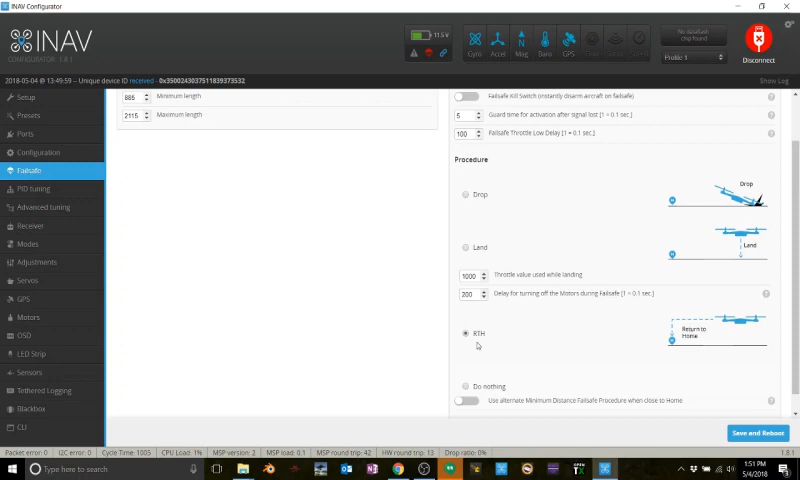 INAV Configurator
INAV
CONFIGURATOR 1.8.1
11.5 V
Gyro
Accel
Mag
Baro
GPS
No dataflash
chip found
Profile 1
Disconnect
2018-05-04 @ 13:49:59 -- Unique device ID received - 0x3500243037511839373532
Show Log
Setup
Presets
Ports
Configuration
Failsafe
PID tuning
Advanced tuning
Receiver
Modes
Adjustments
Servos
GPS
Motors
OSD
LED Strip
Sensors
Tethered Logging
Blackbox
CLI
885 Minimum length
2115 Maximum length
Failsafe Kill Switch (instantly disarm aircraft on failsafe)
5 Guard time for activation after signal lost [1 = 0.1 sec.]
100 Failsafe Throttle Low Delay [1 = 0.1 sec.]
Procedure
Drop
Drop
Land
Land
1000 Throttle value used while landing
200 Delay for turning off the Motors during Failsafe [1 = 0.1 sec.]
RTH
Return to
Home
Do nothing
Use alternate Minimum Distance Failsafe Procedure when close to Home
Save and Reboot
Packet error: 0 I2C error: 0 Cycle Time: 1005 CPU Load: 1% MSP version: 2 MSP load: 0.1 MSP round trip: 42 HW round trip: 13 Drop ratio: 0% 1.8.1
Type here to search
OPEN
TX
1:51 PM
5/4/2018